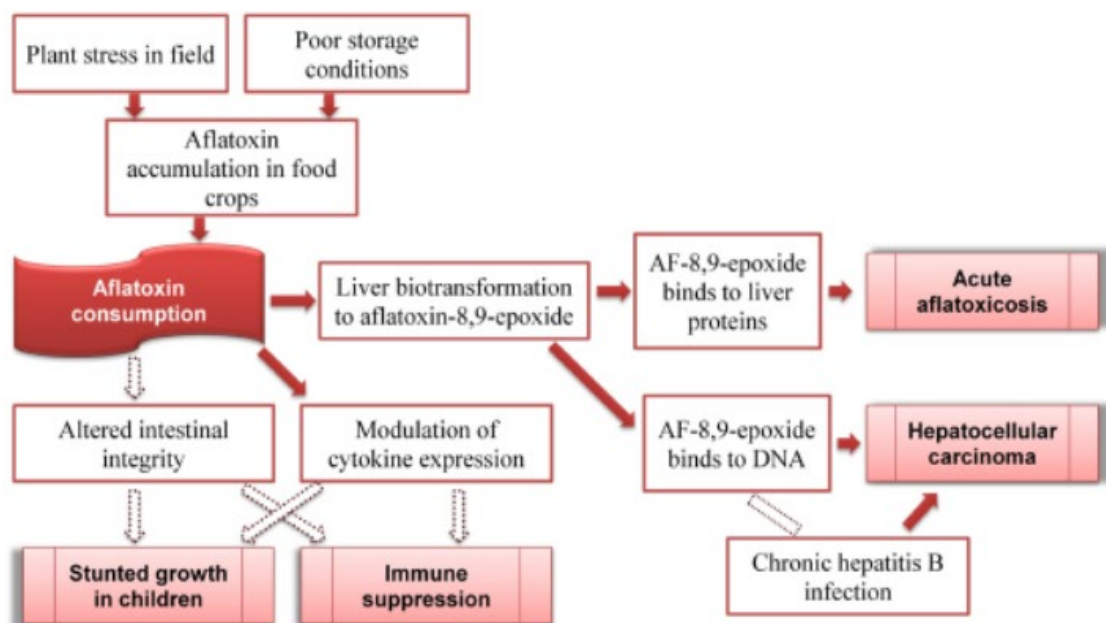 Plant stress in field
Poor storage
conditions
Aflatoxin
accumulation in food
crops
Aflatoxin
consumption
Liver biotransformation
to aflatoxin-8,9-epoxide
AF-8,9-epoxide
binds to liver
proteins
Acute
aflatoxicosis
Altered intestinal
integrity
Modulation of
cytokine expression
AF-8,9-epoxide
binds to DNA
Hepatocellular
carcinoma
Stunted growth
in children
Immune
suppression
Chronic hepatitis B
infection